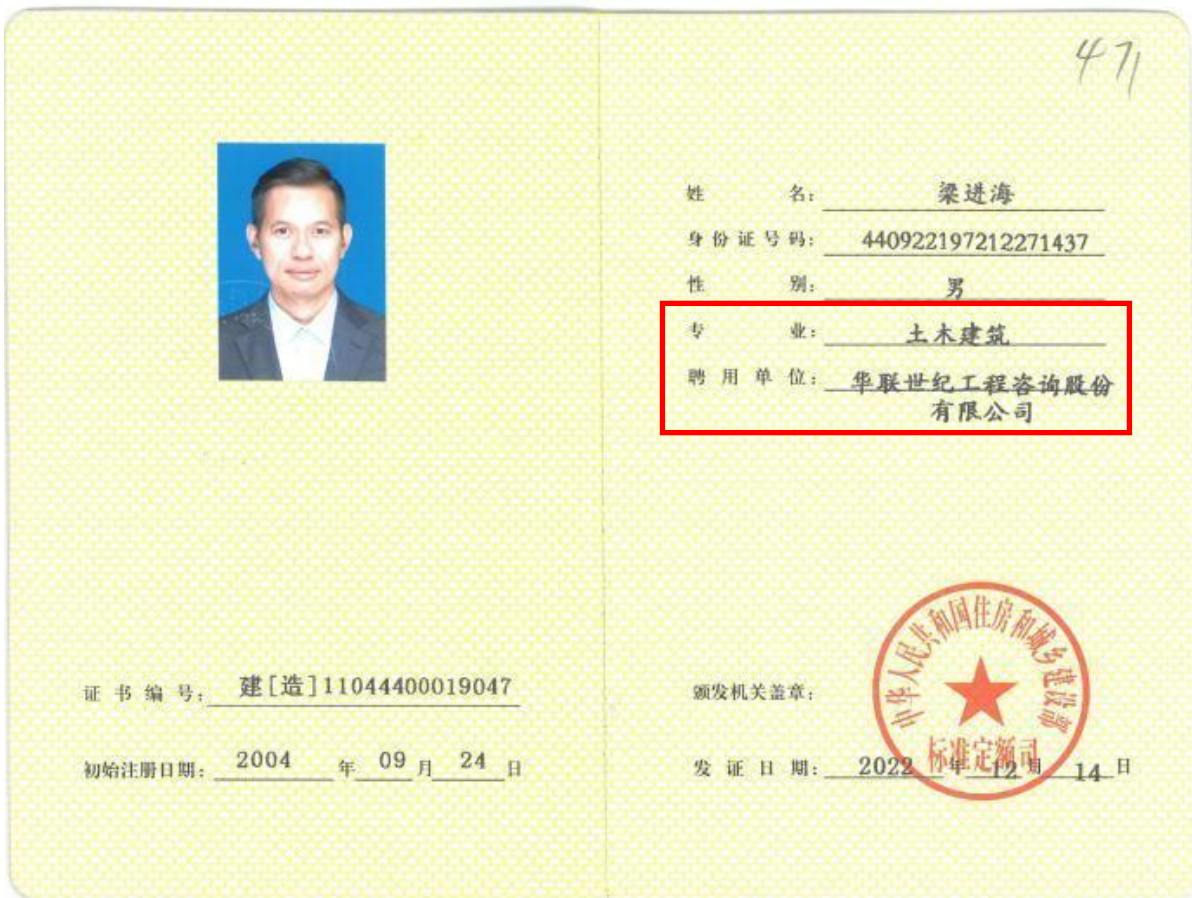 471
姓 名： 梁进海
身份证号码： 440922197212271437
性 别： 男
专 业： 土木建筑
聘用单位： 华联世纪工程咨询股份
有限公司
证书编号： 建[造]11044400019047
初始注册日期： 2004 年 09 月 24 日
中华人民共和国住房和城乡建设部
标准定额司
颁发机关盖章：
发证日期： 2022 年 12 月 14 日